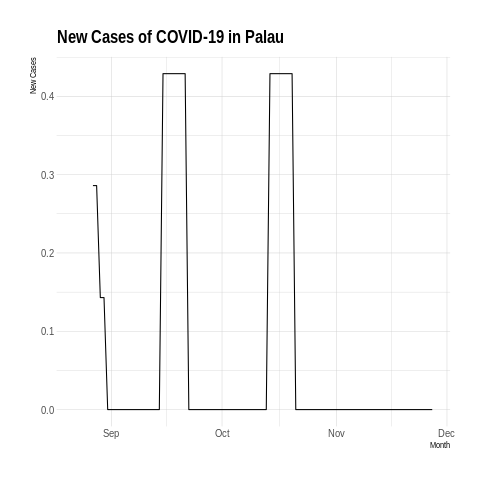 New Cases of COVID-19 in Palau
New Cases
0.4
0.3
0.2
0.1
0.0
Sep Oct Nov Dec
Month